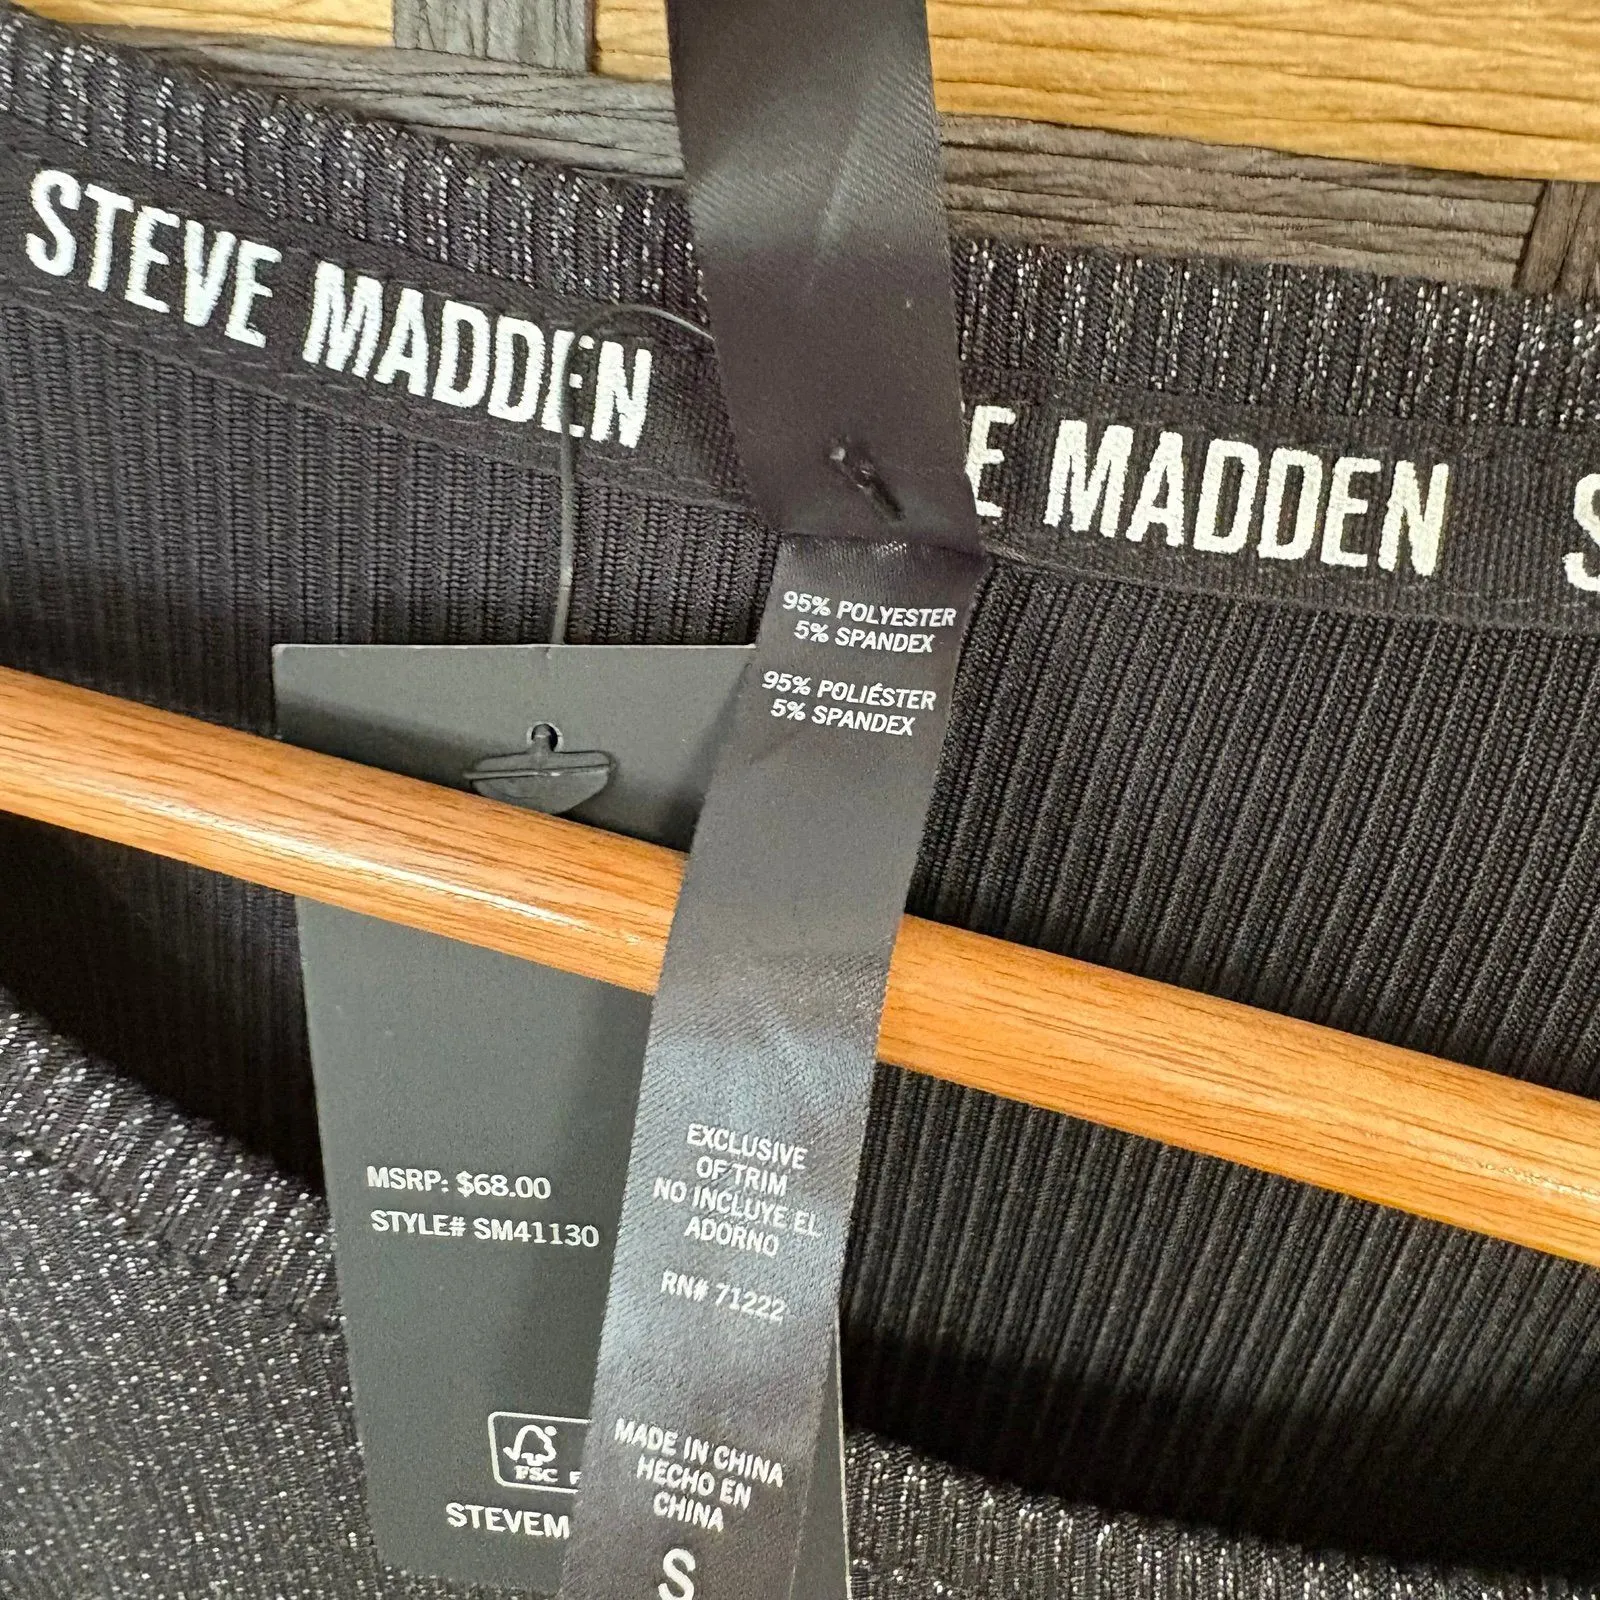 STEVE MADDEN
E MADDEN
S
95% POLYESTER
5% SPANDEX
95% POLIÉSTER
5% SPANDEX
EXCLUSIVE
OF TRIM
NO INCLUYE EL
ADORNO
RN# 71222
MADE IN CHINA
HECHO EN
CHINA
S
MSRP: $68.00
STYLE# SM41130
FSC F
STEVEM